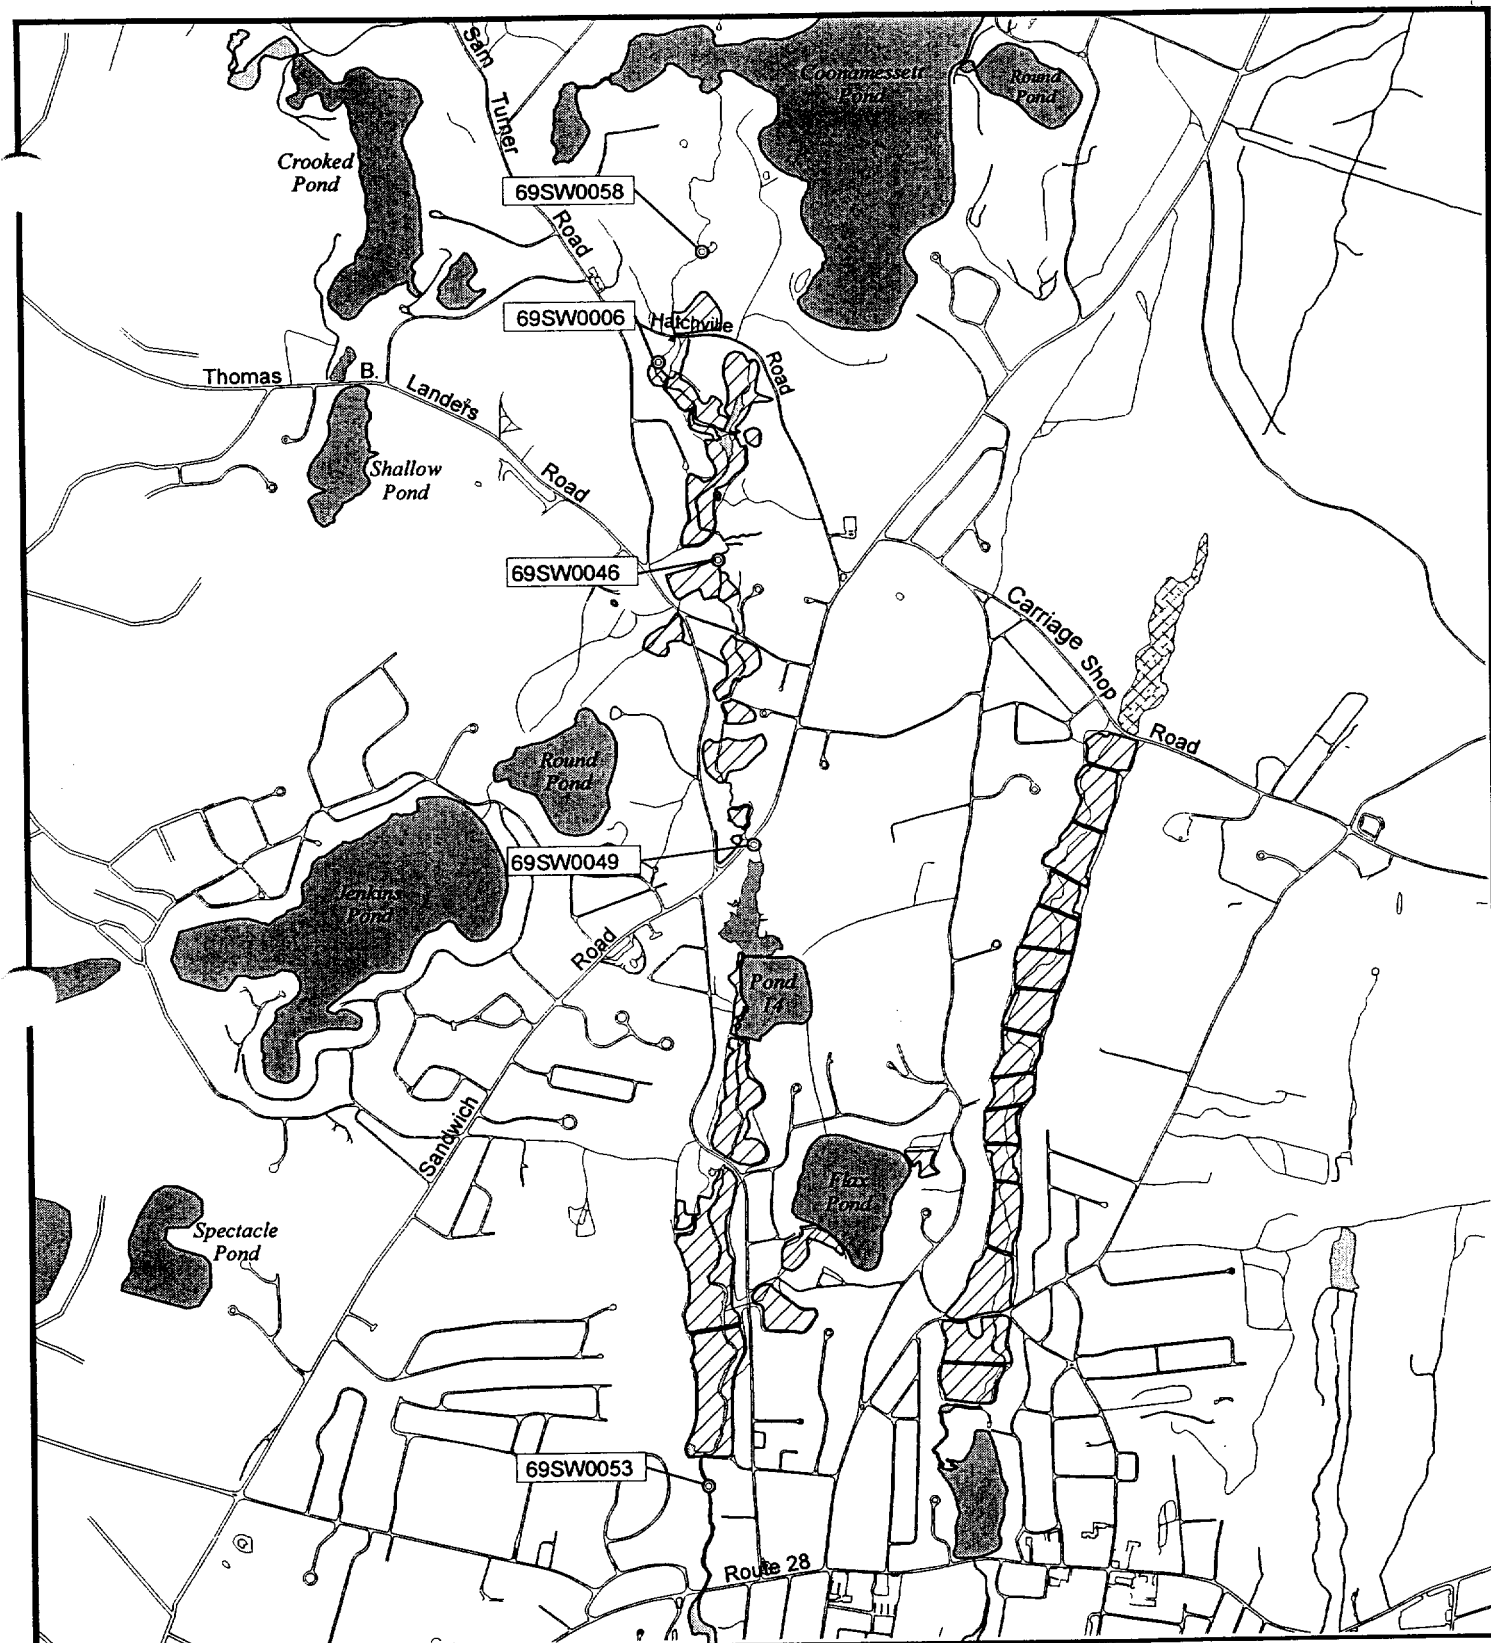 Sam
Turner
Road
Coonamessett
Pond
Round
Pond
Crooked
Pond
69SW0058
69SW0006
Hatchville
Road
Thomas
B.
Landers
Road
Shallow
Pond
69SW0046
Carriage Shop
Road
Round
Pond
69SW0049
Jenkins
Pond
Road
Pond
14
Sandwich
Flax
Pond
Spectacle
Pond
69SW0053
Route 28